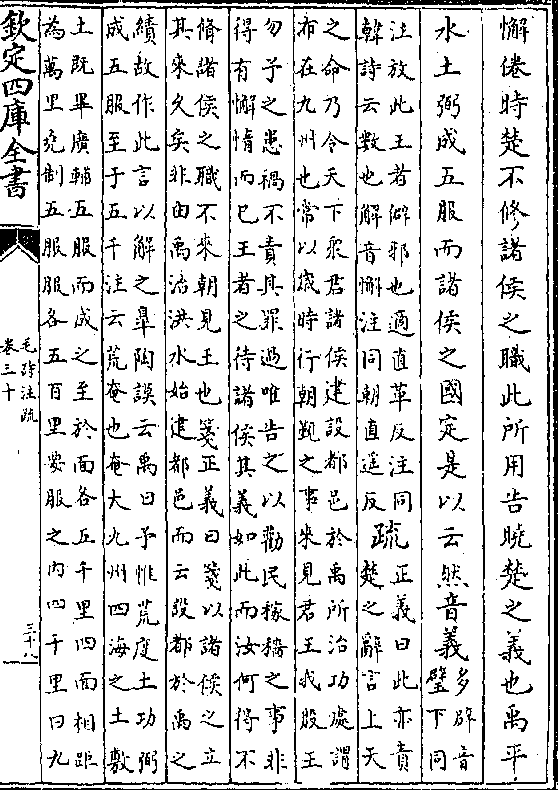 懈倦時楚不修諸侯之職此所用告曉楚之義也禹平
水土弼成五服而諸侯之國定是以云然音義多辟音
璧下同
注放此王者辟邪也適直革反注同
韓詩云數也解音懈注同朝直遥反疏正義曰此亦責
楚之辭言上天
之命乃令天下衆君諸侯建設都邑於禹所治功處謂
布在九州也常以歳時行朝覲之事來見君王我殷王
勿予之患禍不責其罪過唯告之以勸民稼穡之事非
得有懈惰而已王者之待諸侯其義如此而汝何得不
脩諸侯之職不來朝見王也箋正義曰箋以諸侯之立
其來久矣非由禹治洪水始建都邑而云設都於禹之
績故作此言以解之臯陶謨云禹曰予惟荒度土功弼
成五服至于五千注云荒奄也奄大九州四海之土敷
土既畢廣輔五服而成之至於面各五千里四面相距
為萬里堯制五服服各五百里要服之内四千里曰九
欽定四庫全書
毛詩注疏
卷三十
三十八